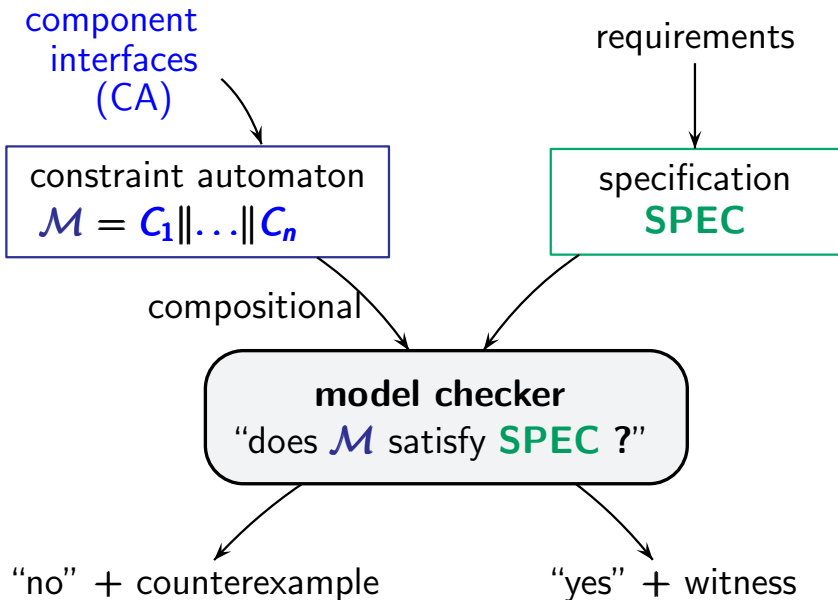 component
interfaces
(CA)
requirements
constraint automaton
ℳ = C₁‖…‖Cₙ
specification
SPEC
compositional
model checker
“does ℳ satisfy SPEC ?”
“no” + counterexample
“yes” + witness